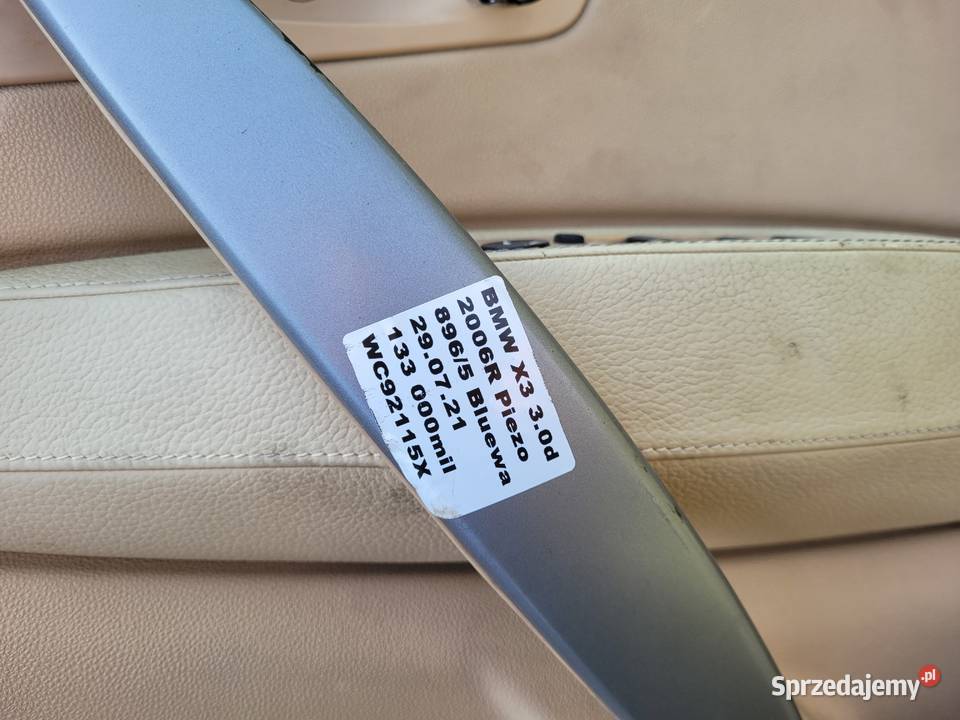 BMW X3 3.0d
2006R Piezo
896/5 Bluewa
29.07.21
133 000mil
WC92115X
Sprzedajemy.pl